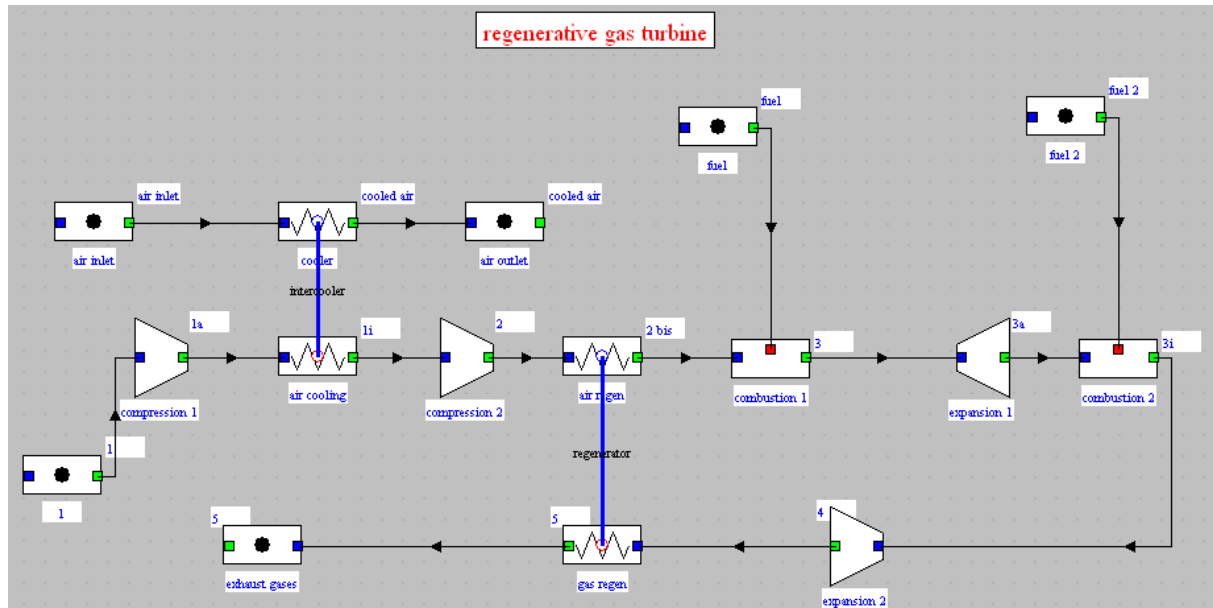 regenerative gas turbine
fuel
fuel 2
fuel
fuel 2
air inlet
cooled air
cooled air
air inlet
cooler
air outlet
intercooler
1a
1i
2
2 bis
3
3a
3i
air cooling
air regen
combustion 1
combustion 2
compression 1
compression 2
expansion 1
1
regenerator
1
5
5
4
exhaust gases
gas regen
expansion 2